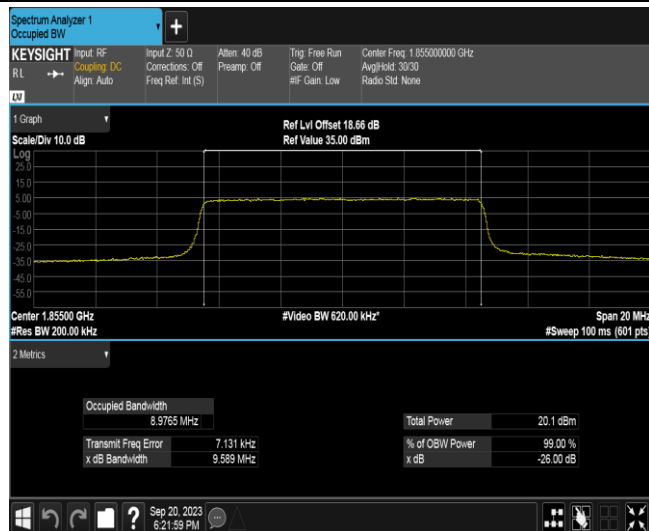 Spectrum Analyzer 1
Occupied BW
+
KEYSIGHT Input: RF Input Z: 50 Ω Atten: 40 dB Trig: Free Run Center Freq: 1.855000000 GHz
RL Coupling: DC Corrections: Off Preamp: Off Gate: Off Avg|Hold: 30/30
Align: Auto Freq Ref: Int (S) #IF Gain: Low Radio Std: None
1 Graph
Ref Lvl Offset 18.66 dB
Scale/Div 10.0 dB Ref Value 35.00 dBm
Log
25.0
15.0
5.00
-5.00
-15.0
-25.0
-35.0
-45.0
-55.0
Center 1.85500 GHz #Video BW 620.00 kHz* Span 20 MHz
#Res BW 200.00 kHz #Sweep 100 ms (601 pts)
2 Metrics
Occupied Bandwidth
8.9765 MHz Total Power 20.1 dBm
Transmit Freq Error 7.131 kHz % of OBW Power 99.00 %
x dB Bandwidth 9.589 MHz x dB -26.00 dB
? Sep 20, 2023
6:21:59 PM